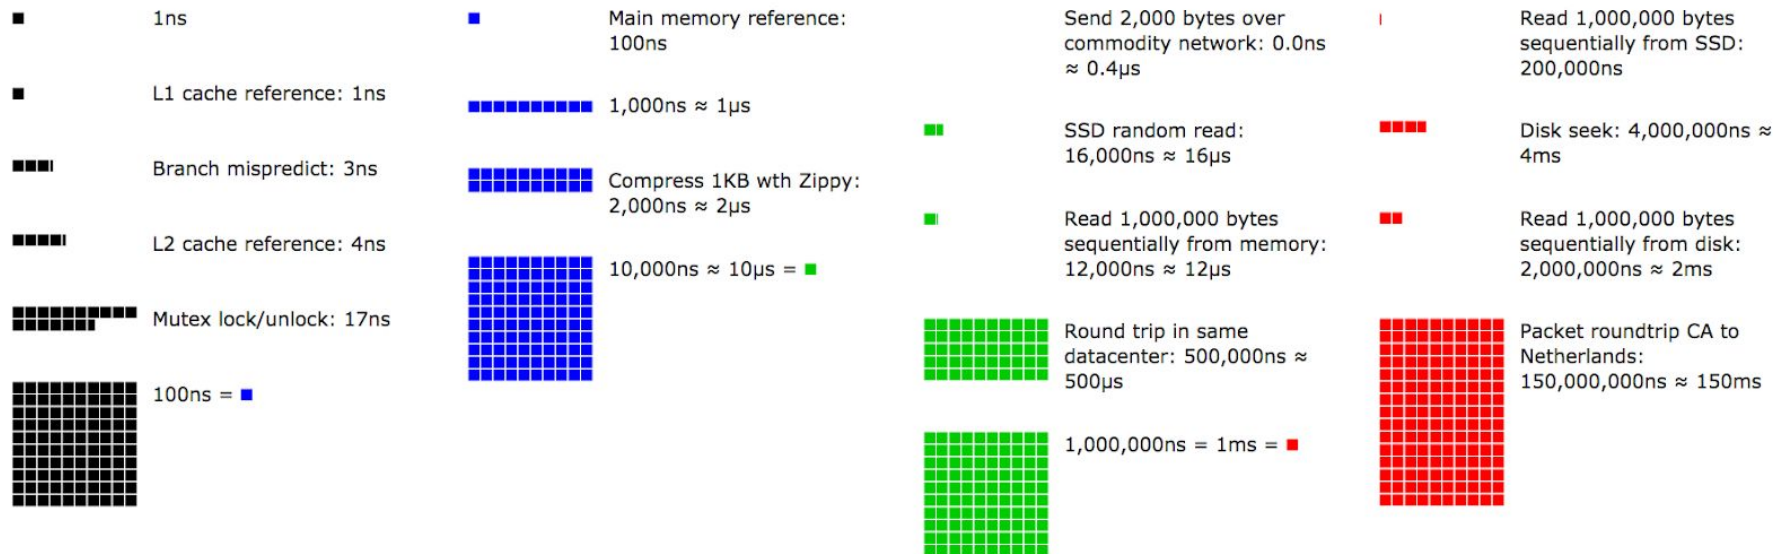 1ns
L1 cache reference: 1ns
Branch mispredict: 3ns
L2 cache reference: 4ns
Mutex lock/unlock: 17ns
100ns =
Main memory reference:
100ns
1,000ns ≈ 1μs
Compress 1KB wth Zippy:
2,000ns ≈ 2μs
10,000ns ≈ 10μs =
Send 2,000 bytes over
commodity network: 0.0ns
≈ 0.4μs
SSD random read:
16,000ns ≈ 16μs
Read 1,000,000 bytes
sequentially from memory:
12,000ns ≈ 12μs
Round trip in same
datacenter: 500,000ns ≈
500μs
1,000,000ns = 1ms =
Read 1,000,000 bytes
sequentially from SSD:
200,000ns
Disk seek: 4,000,000ns ≈
4ms
Read 1,000,000 bytes
sequentially from disk:
2,000,000ns ≈ 2ms
Packet roundtrip CA to
Netherlands:
150,000,000ns ≈ 150ms